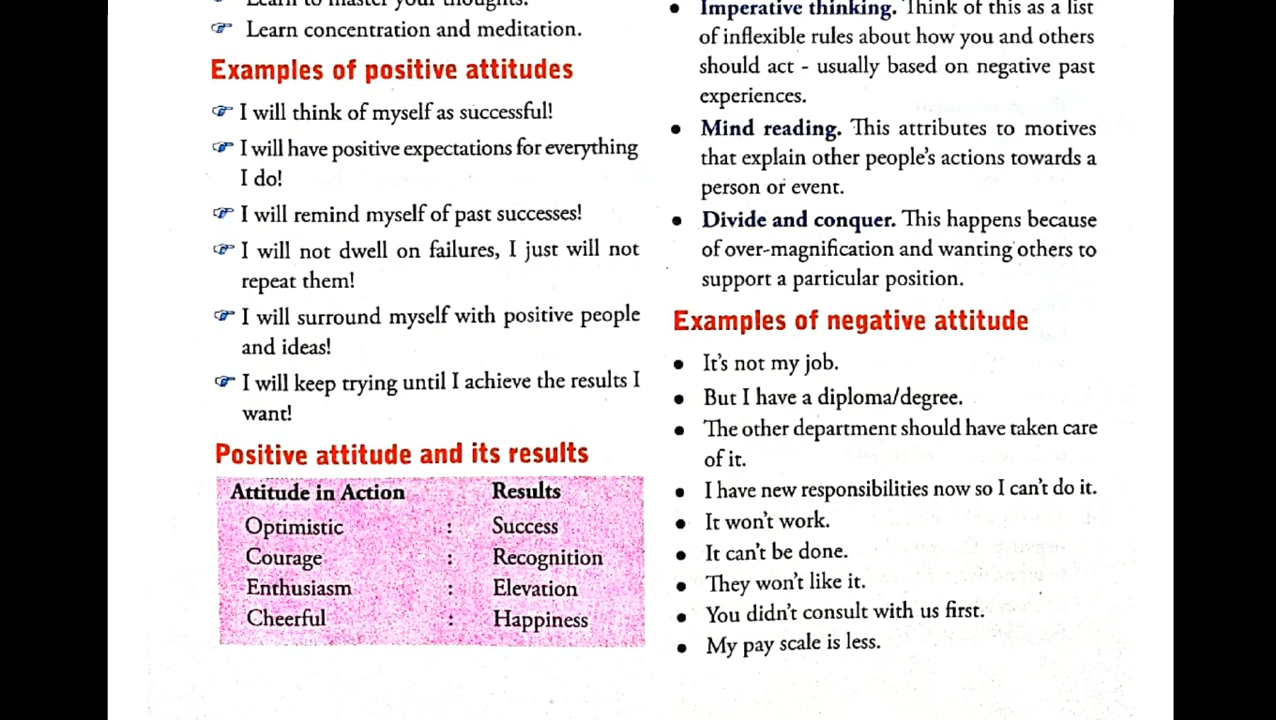 Learn to master your thoughts.
Learn concentration and meditation.
Examples of positive attitudes
I will think of myself as successful!
I will have positive expectations for everything
I do!
I will remind myself of past successes!
I will not dwell on failures, I just will not
repeat them!
I will surround myself with positive people
and ideas!
I will keep trying until I achieve the results I
want!
Positive attitude and its results
Attitude in Action Results
Optimistic : Success
Courage : Recognition
Enthusiasm : Elevation
Cheerful : Happiness
• Imperative thinking. Think of this as a list
of inflexible rules about how you and others
should act - usually based on negative past
experiences.
• Mind reading. This attributes to motives
that explain other people's actions towards a
person or event.
• Divide and conquer. This happens because
of over-magnification and wanting others to
support a particular position.
Examples of negative attitude
• It's not my job.
• But I have a diploma/degree.
• The other department should have taken care
of it.
• I have new responsibilities now so I can't do it.
• It won't work.
• It can't be done.
• They won't like it.
• You didn't consult with us first.
• My pay scale is less.